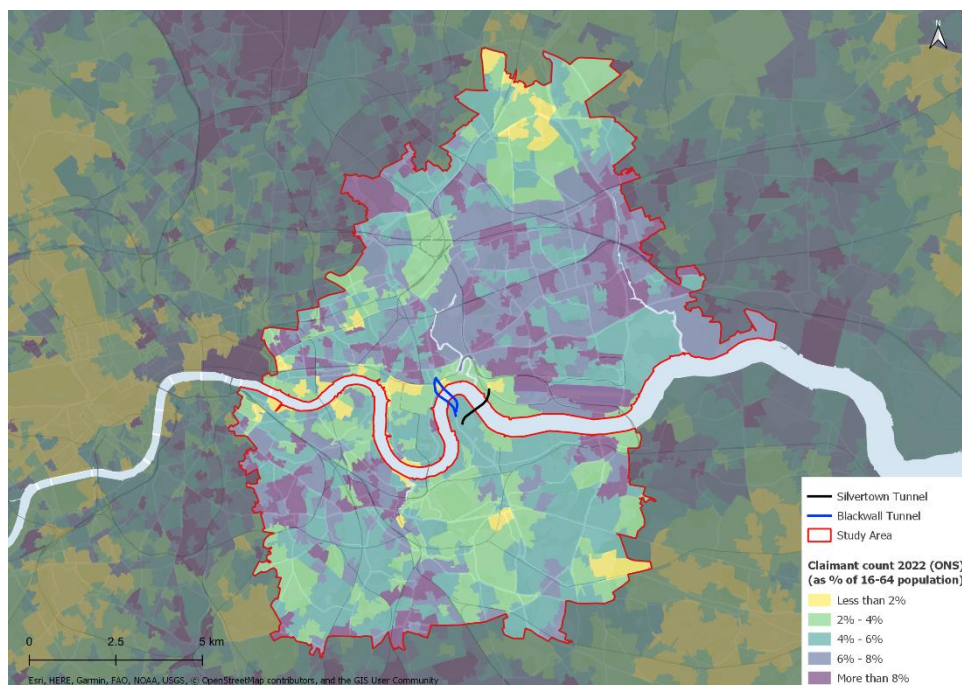 N
Silvertown Tunnel
Blackwall Tunnel
Study Area
Claimant count 2022 (ONS)
(as % of 16-64 population)
Less than 2%
2% - 4%
4% - 6%
6% - 8%
More than 8%
0 2.5 5 km
Esri, HERE, Garmin, FAO, NOAA, USGS, © OpenStreetMap contributors, and the GIS User Community